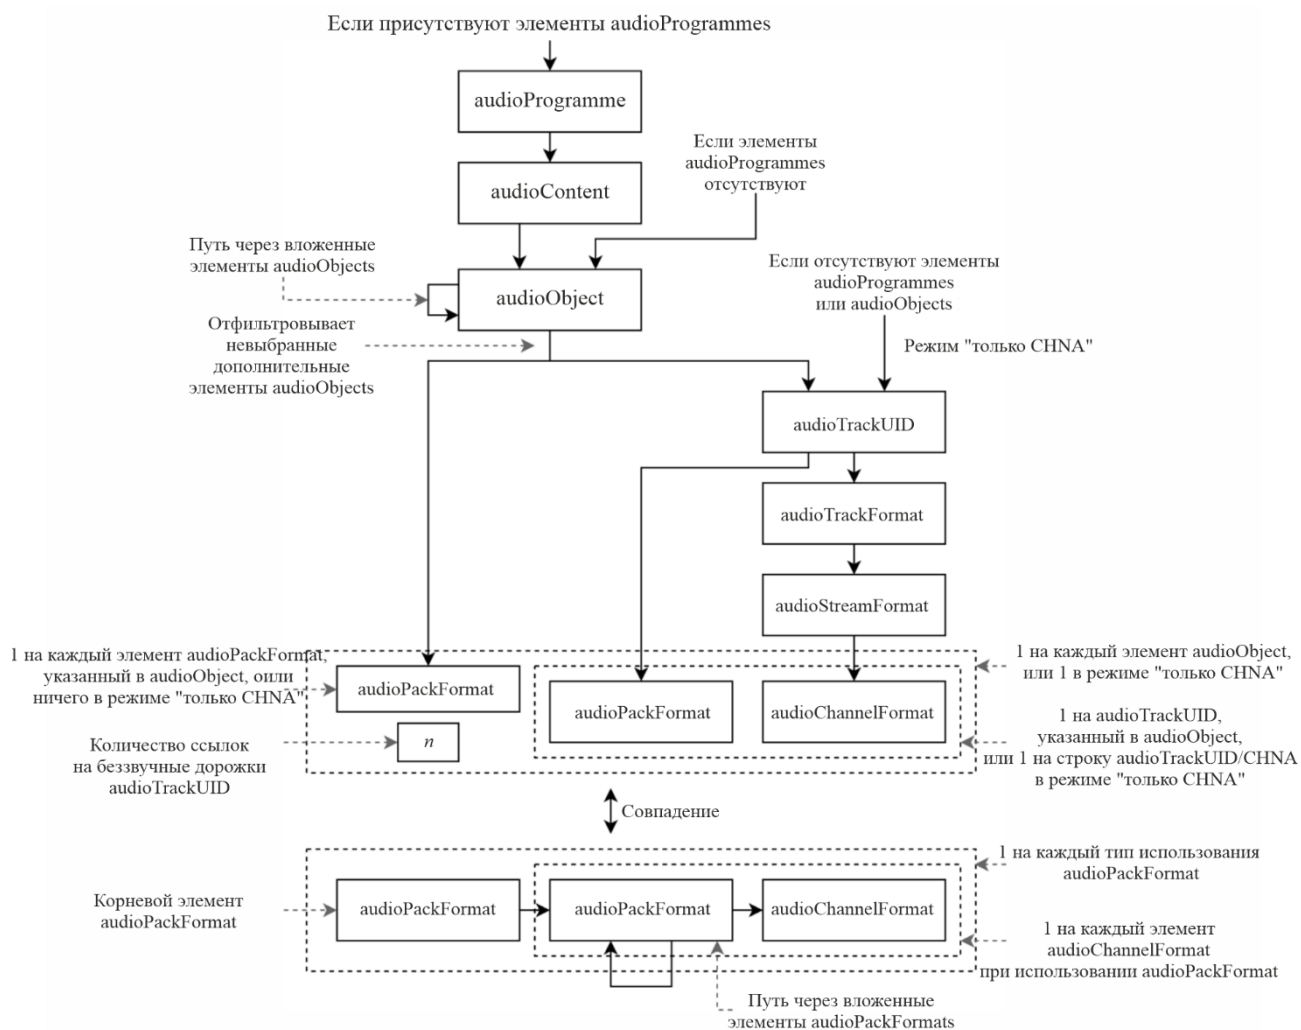 Если присутствуют элементы audioProgrammes
audioProgramme
Если элементы
audioProgrammes
отсутствуют
audioContent
Путь через вложенные
элементы audioObjects
Если отсутствуют элементы
audioProgrammes
или audioObjects
audioObject
Отфильтровывает
невыбранные
дополнительные
элементы audioObjects
Режим "только CHNA"
audioTrackUID
audioTrackFormat
audioStreamFormat
1 на каждый элемент audioPackFormat,
указанный в audioObject, оили
ничего в режиме "только CHNA"
audioPackFormat
audioPackFormat
audioChannelFormat
1 на каждый элемент audioObject,
или 1 в режиме "только CHNA"
n
Количество ссылок
на беззвучные дорожки
audioTrackUID
1 на audioTrackUID,
указанный в audioObject,
или 1 на строку audioTrackUID/CHNA
в режиме "только CHNA"
Совпадение
1 на каждый тип использования
audioPackFormat
Корневой элемент
audioPackFormat
audioPackFormat
audioPackFormat
audioChannelFormat
1 на каждый элемент
audioChannelFormat
при использовании audioPackFormat
Путь через вложенные
элементы audioPackFormats